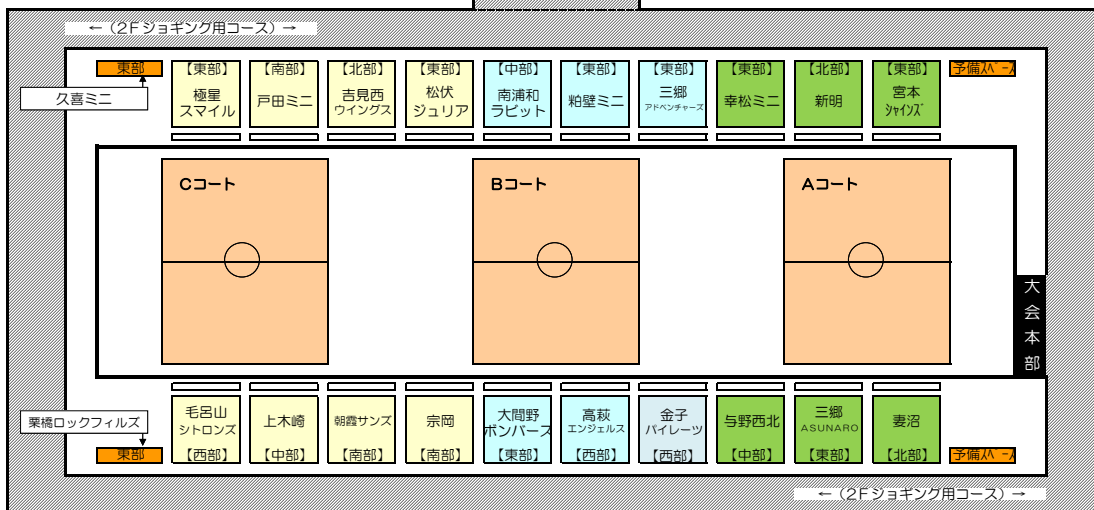 ← (２Fジョギング用コース) →
東部
久喜ミニ
【東部】
極星
スマイル
【南部】
戸田ミニ
【北部】
吉見西
ウイングス
【東部】
松伏
ジュリア
【中部】
南浦和
ラビット
【東部】
粕壁ミニ
【東部】
三郷
アドベンチャーズ
【東部】
幸松ミニ
【北部】
新明
【東部】
宮本
シャインズ
予備スペース
Cコート
Bコート
Aコート
大会本部
栗橋ロックフィルズ
東部
毛呂山
シトロンズ
【西部】
上木崎
【中部】
朝霞サンズ
【南部】
宗岡
【南部】
大間野
ボンバーズ
【東部】
高萩
エンジェルス
【西部】
金子
パイレーツ
【西部】
与野西北
【中部】
三郷
ASUNARO
【東部】
妻沼
【北部】
予備スペース
← (２Fジョギング用コース) →